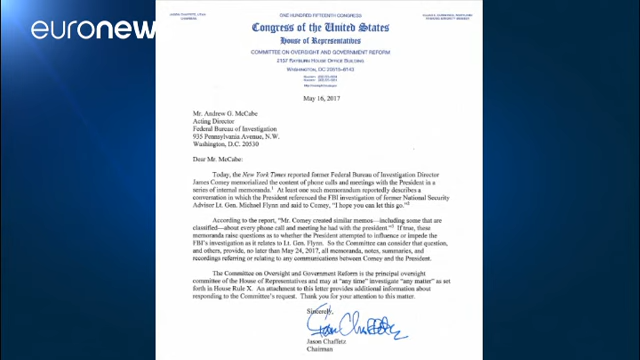 euronews
ONE HUNDRED FIFTEENTH CONGRESS
Congress of the United States
House of Representatives
COMMITTEE ON OVERSIGHT AND GOVERNMENT REFORM
2157 RAYBURN HOUSE OFFICE BUILDING
WASHINGTON, DC 20515–6143
May 16, 2017
Mr. Andrew G. McCabe
Acting Director
Federal Bureau of Investigation
935 Pennsylvania Avenue, N.W.
Washington, D.C. 20530
Dear Mr. McCabe:
Today, the New York Times reported former Federal Bureau of Investigation Director
James Comey memorialized the content of phone calls and meetings with the President in a
series of internal memoranda.1 At least one such memorandum reportedly describes a
conversation in which the President referenced the FBI investigation of former National Security
Advisor Lt. Gen. Michael Flynn and said to Comey, "I hope you can let this go."2
According to the report, "Mr. Comey created similar memos—including some that are
classified—about every phone call and meeting he had with the president."3 If true, these
memoranda raise questions as to whether the President attempted to influence or impede the
FBI's investigation as it relates to Lt. Gen. Flynn. So the Committee can consider that question,
and others, provide, no later than May 24, 2017, all memoranda, notes, summaries, and
recordings referring or relating to any communications between Comey and the President.
The Committee on Oversight and Government Reform is the principal oversight
committee of the House of Representatives and may at "any time" investigate "any matter" as set
forth in House Rule X. An attachment to this letter provides additional information about
responding to the Committee's request. Thank you for your attention to this matter.
Sincerely,
Jason Chaffetz
Chairman